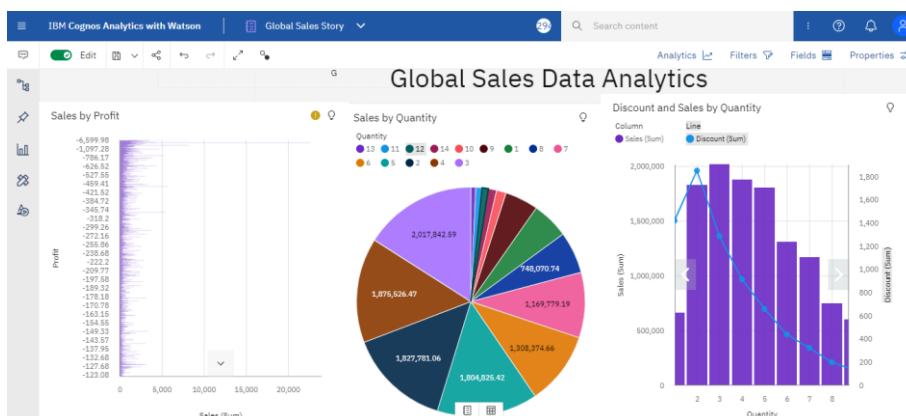 IBM Cognos Analytics with Watson
Global Sales Story
294
Search content
Edit
Analytics
Filters
Fields
Properties
G
Global Sales Data Analytics
Sales by Profit
-6,599.98
-1,097.28
-786.17
-626.52
-527.55
-459.41
-421.52
-384.72
-345.74
-318.2
-299.26
-272.16
-255.86
-238.68
-222.2
-209.77
-197.58
-189.32
-178.18
-170.78
-163.15
-154.55
-149.33
-143.57
-137.95
-132.68
-127.68
-123.08
Profit
0 5,000 10,000 15,000 20,000
Sales (Sum)
Sales by Quantity
Quantity
13 11 12 14 10 9 1 8 7
6 5 2 4 3
2,017,842.59
748,070.74
1,875,526.47
1,169,779.19
1,308,374.66
1,827,781.06
1,804,825.42
Discount and Sales by Quantity
Column Line
Sales (Sum) Discount (Sum)
2,000,000
1,500,000
1,000,000
500,000
0
Sales (Sum)
1,800
1,600
1,400
1,200
1,000
800
600
400
200
0
Discount (Sum)
2 3 4 5 6 7 8
Quantity